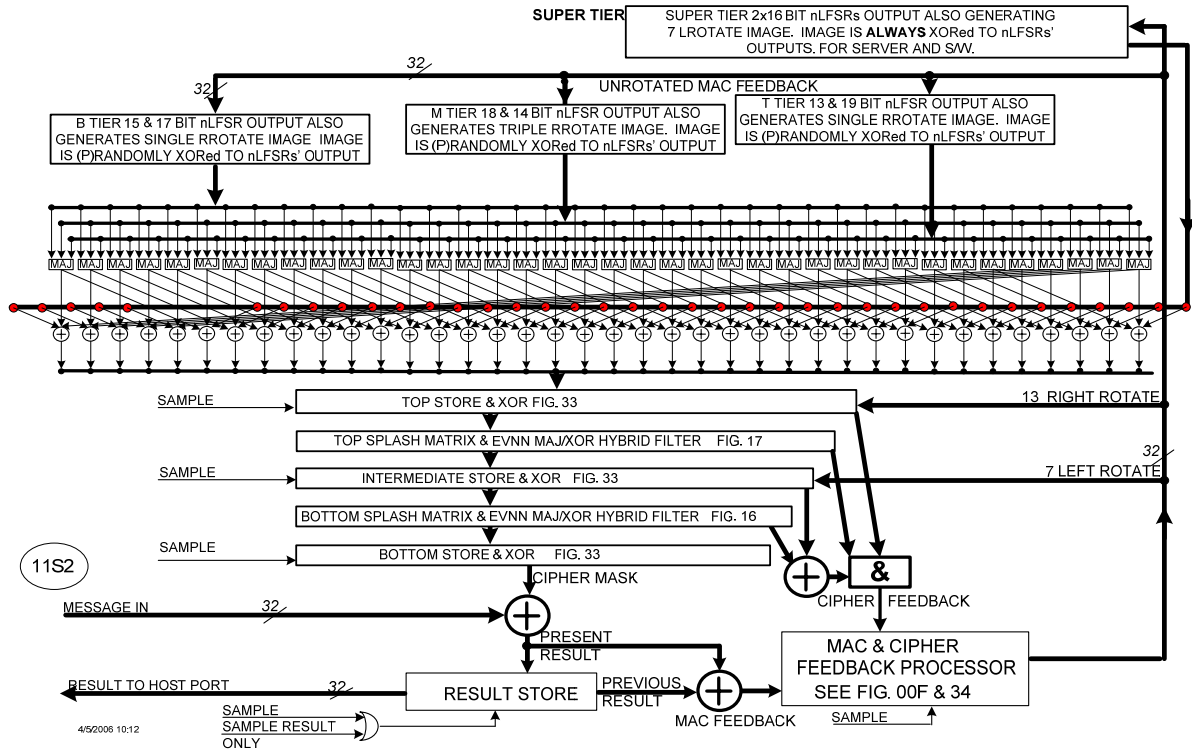 SUPER TIER
SUPER TIER 2x16 BIT nLFSRs OUTPUT ALSO GENERATING
7 LROTATE IMAGE. IMAGE IS ALWAYS XORed TO nLFSRs'
OUTPUTS. FOR SERVER AND S/W.
32
32
UNROTATED MAC FEEDBACK
B TIER 15 & 17 BIT nLFSR OUTPUT ALSO
GENERATES SINGLE RROTATE IMAGE IMAGE
IS (P)RANDOMLY XORed TO nLFSRs' OUTPUT
M TIER 18 & 14 BIT nLFSR OUTPUT ALSO
GENERATES TRIPLE RROTATE IMAGE. IMAGE
IS (P)RANDOMLY XORed TO nLFSRs' OUTPUT
T TIER 13 & 19 BIT nLFSR OUTPUT ALSO
GENERATES SINGLE RROTATE IMAGE. IMAGE
IS (P)RANDOMLY XORed TO nLFSRs' OUTPUT
MAJ MAJ MAJ MAJ MAJ MAJ MAJ MAJ MAJ MAJ MAJ MAJ MAJ MAJ MAJ MAJ MAJ MAJ MAJ MAJ MAJ MAJ MAJ MAJ MAJ MAJ MAJ MAJ MAJ MAJ MAJ MAJ MAJ MAJ MAJ MAJ MAJ MAJ
SAMPLE
TOP STORE & XOR FIG. 33
13 RIGHT ROTATE
TOP SPLASH MATRIX & EVNN MAJ/XOR HYBRID FILTER FIG. 17
32
SAMPLE
INTERMEDIATE STORE & XOR FIG. 33
7 LEFT ROTATE
BOTTOM SPLASH MATRIX & EVNN MAJ/XOR HYBRID FILTER FIG. 16
SAMPLE
BOTTOM STORE & XOR FIG. 33
11S2
CIPHER MASK
&
CIPHER FEEDBACK
MESSAGE IN
32
PRESENT
RESULT
MAC & CIPHER
FEEDBACK PROCESSOR
SEE FIG. 00F & 34
RESULT TO HOST PORT
32
RESULT STORE
PREVIOUS
RESULT
MAC FEEDBACK
SAMPLE
SAMPLE
SAMPLE RESULT
ONLY
4/5/2006 10:12